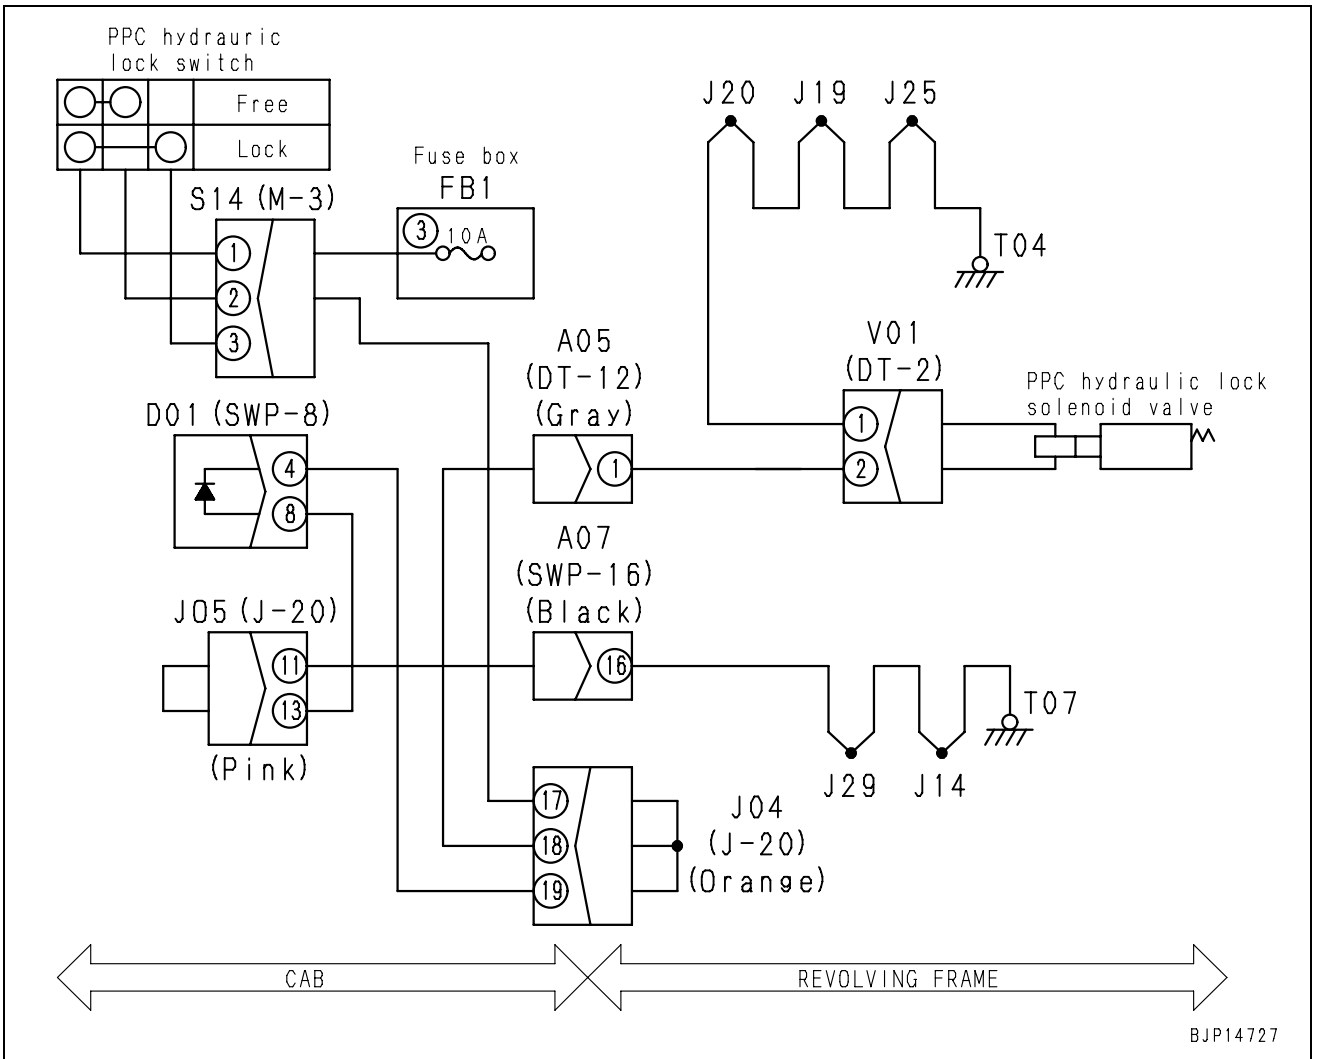 PPC hydrauric
lock switch
Free
Lock
S14 (M-3)
1
2
3
Fuse box
FB1
3
10A
J20
J19
J25
T04
A05
(DT-12)
(Gray)
1
V01
(DT-2)
1
2
PPC hydraulic lock
solenoid valve
D01 (SWP-8)
4
8
A07
(SWP-16)
(Black)
16
J05 (J-20)
11
13
(Pink)
T07
J29
J14
17
18
19
J04
(J-20)
(Orange)
CAB
REVOLVING FRAME
BJP14727